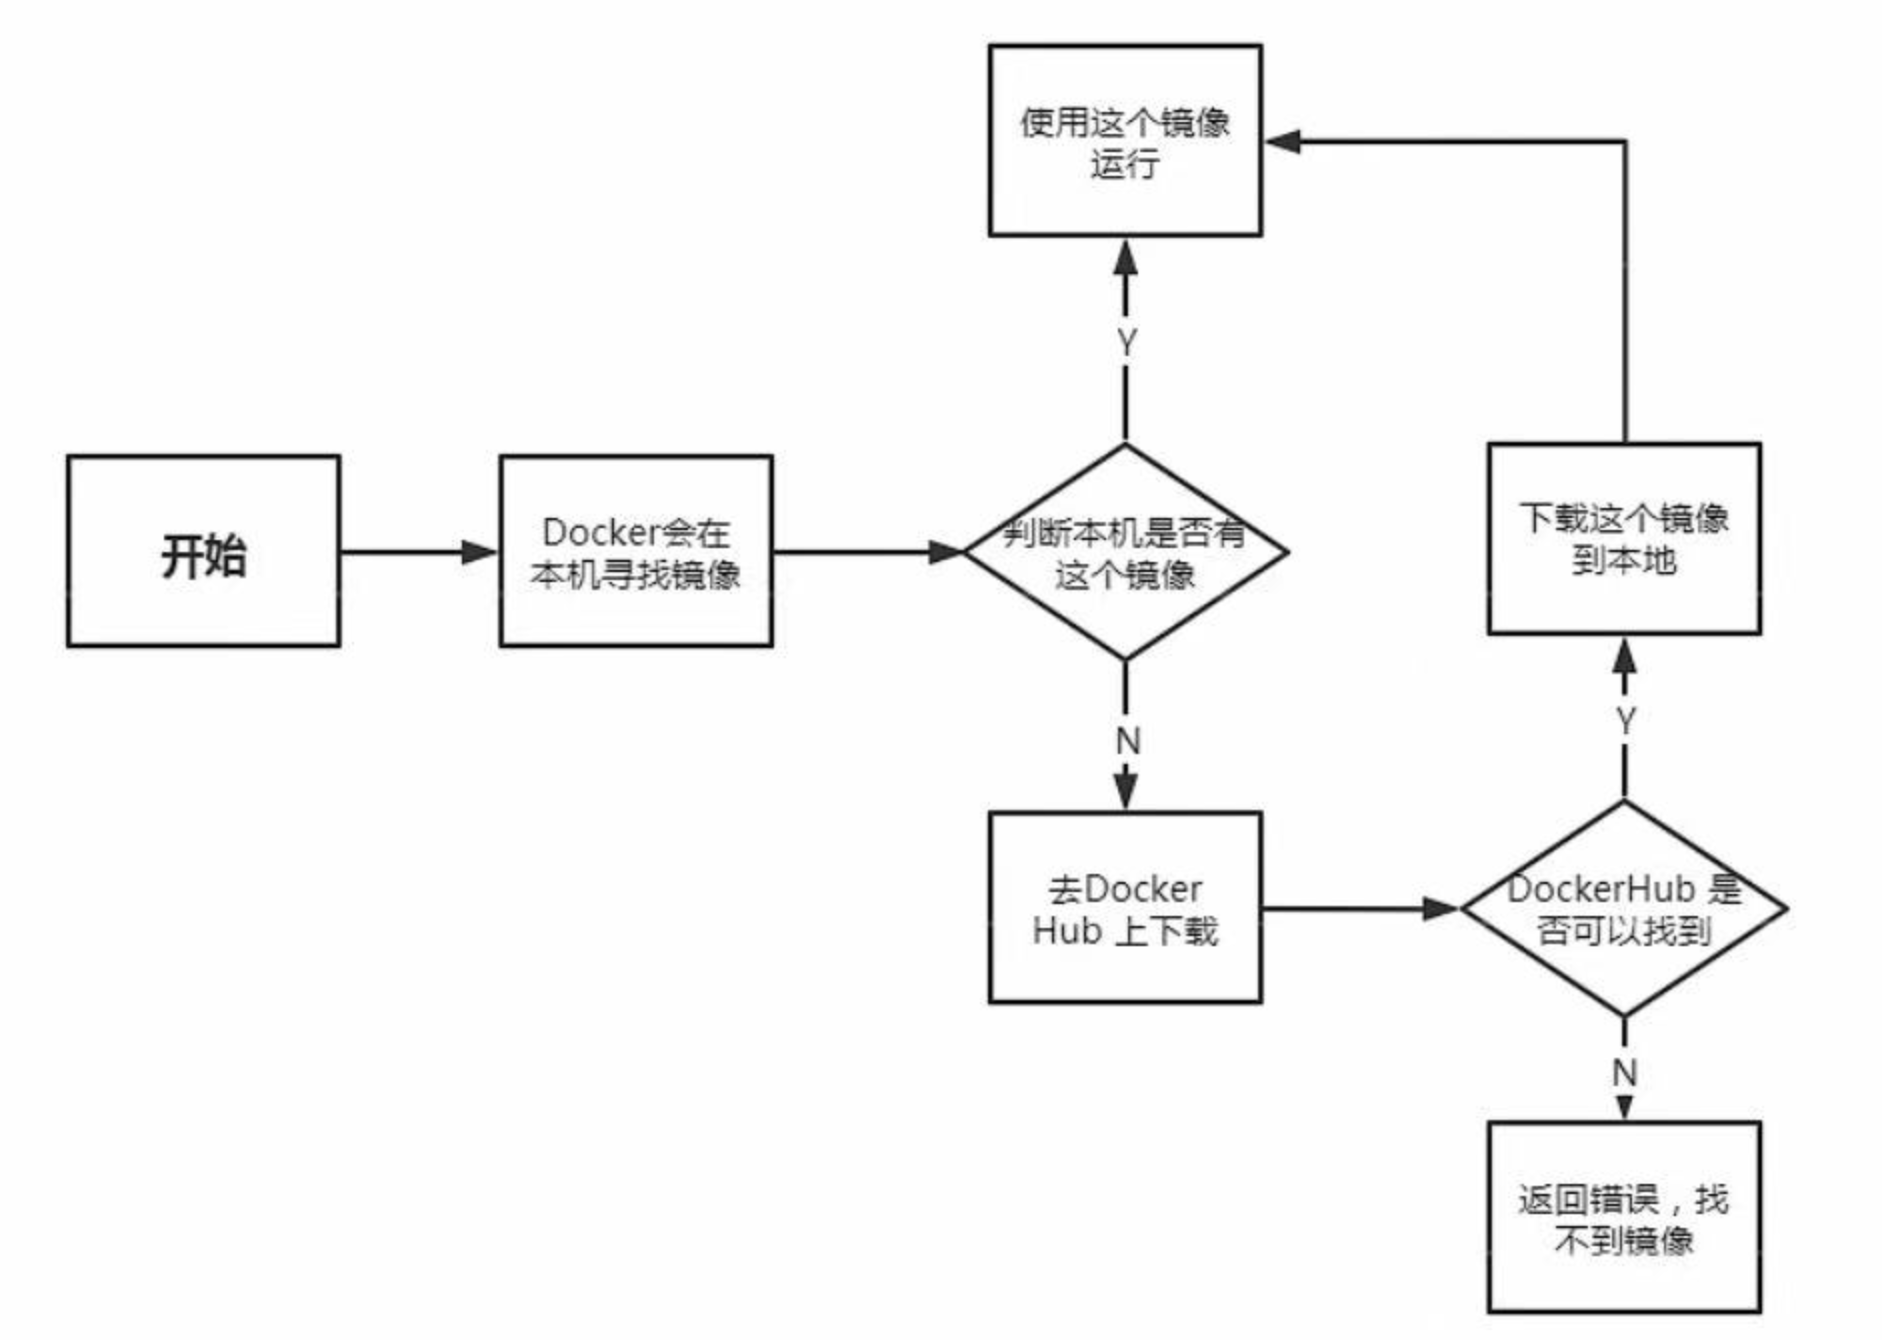 使用这个镜像
运行
Y
开始
Docker会在
本机寻找镜像
判断本机是否有
这个镜像
下载这个镜像
到本地
N
Y
去Docker
Hub 上下载
DockerHub 是
否可以找到
N
返回错误，找
不到镜像